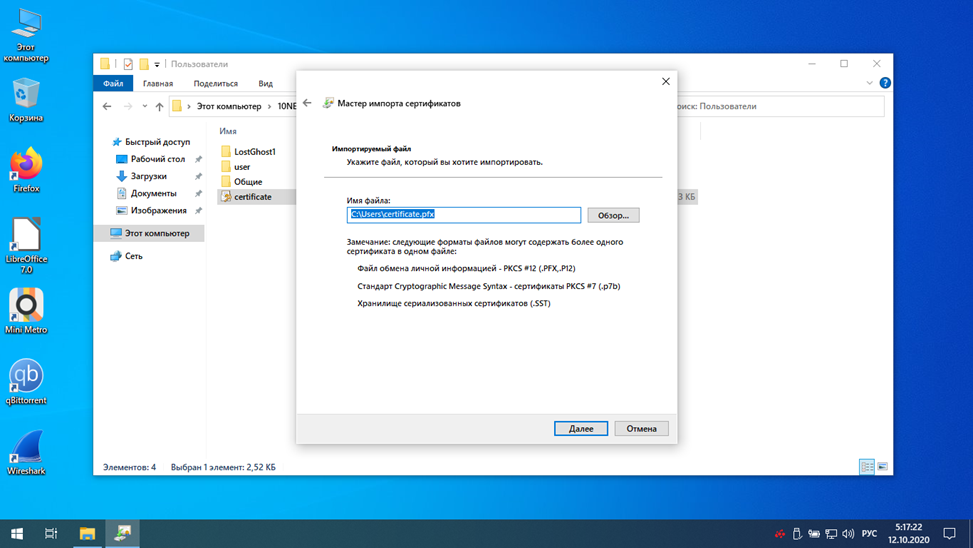 Этот
компьютер
Корзина
Firefox
LibreOffice
7.0
Mini Metro
qBittorrent
Wireshark
Пользователи
Файл
Главная
Поделиться
Вид
Этот компьютер
10NE
оиск: Пользователи
Быстрый доступ
Рабочий стол
Загрузки
Документы
Изображения
Этот компьютер
Сеть
Имя
LostGhost1
user
Общие
certificate
3 КБ
Мастер импорта сертификатов
Импортируемый файл
Укажите файл, который вы хотите импортировать.
Имя файла:
C:\Users\certificate.pfx
Обзор...
Замечание: следующие форматы файлов могут содержать более одного
сертификата в одном файле:
Файл обмена личной информацией - PKCS #12 (.PFX,.P12)
Стандарт Cryptographic Message Syntax - сертификаты PKCS #7 (.p7b)
Хранилище сериализованных сертификатов (.SST)
Далее
Отмена
Элементов: 4
Выбран 1 элемент: 2,52 КБ
РУС
5:17:22
12.10.2020